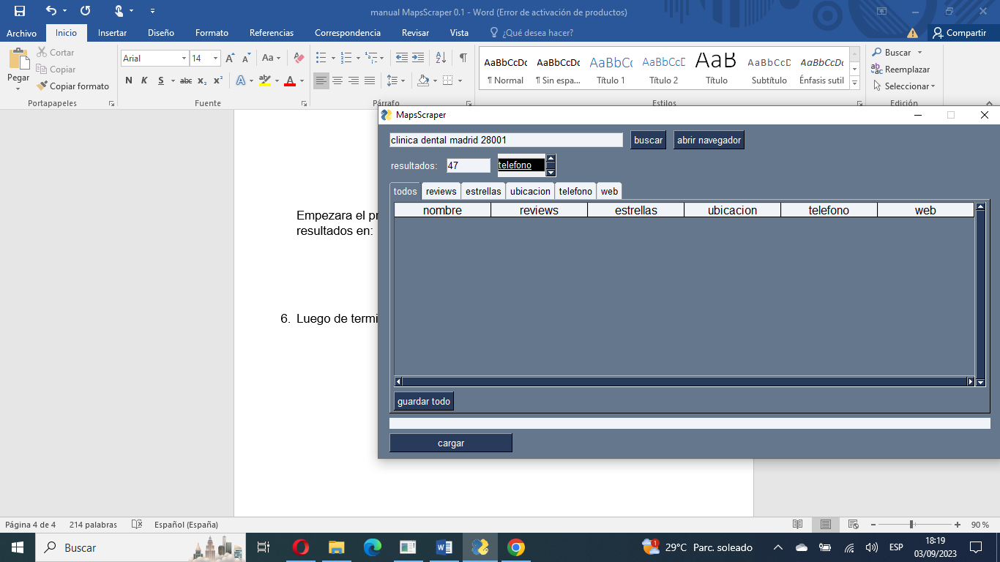 manual MapsScraper 0.1 - Word (Error de activación de productos)
Archivo Inicio Insertar Diseño Formato Referencias Correspondencia Revisar Vista ¿Qué desea hacer? Compartir
Pegar
Cortar
Copiar
Copiar formato
Portapapeles
Arial 14
N K S abc x₂ x²
Fuente
Párrafo
AaBbCcDc AaBbCcDc AaBbCc AaBbCcD AaB AaBbCcD AaBbCcDc
¶ Normal ¶ Sin espa... Título 1 Título 2 Título Subtítulo Énfasis sutil
Estilos
Buscar
Reemplazar
Seleccionar
Edición
MapsScraper
clinica dental madrid 28001 buscar abrir navegador
resultados: 47 telefono
todos reviews estrellas ubicacion telefono web
nombre reviews estrellas ubicacion telefono web
guardar todo
cargar
Empezara el pr
resultados en:
6. Luego de termi
Página 4 de 4 214 palabras Español (España) 90 %
Buscar
1
29°C Parc. soleado
ESP
18:19
03/09/2023